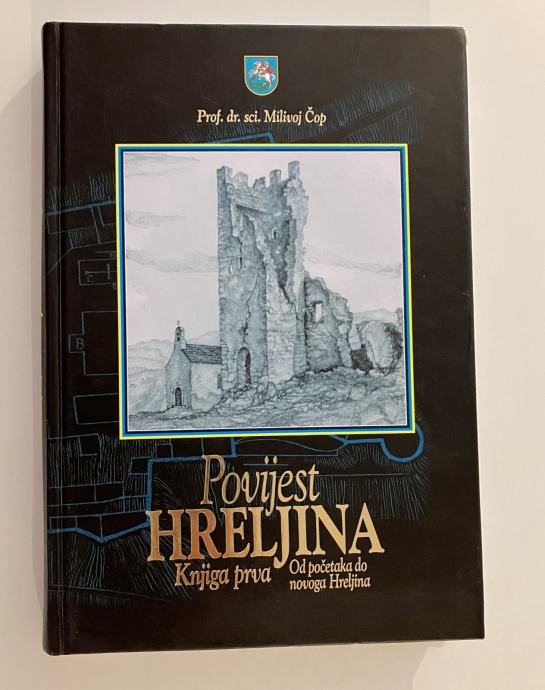 Prof. dr. sci. Milivoj Čop
Povijest
HRELJINA
Knjiga prva
Od početaka do
novoga Hreljina
B